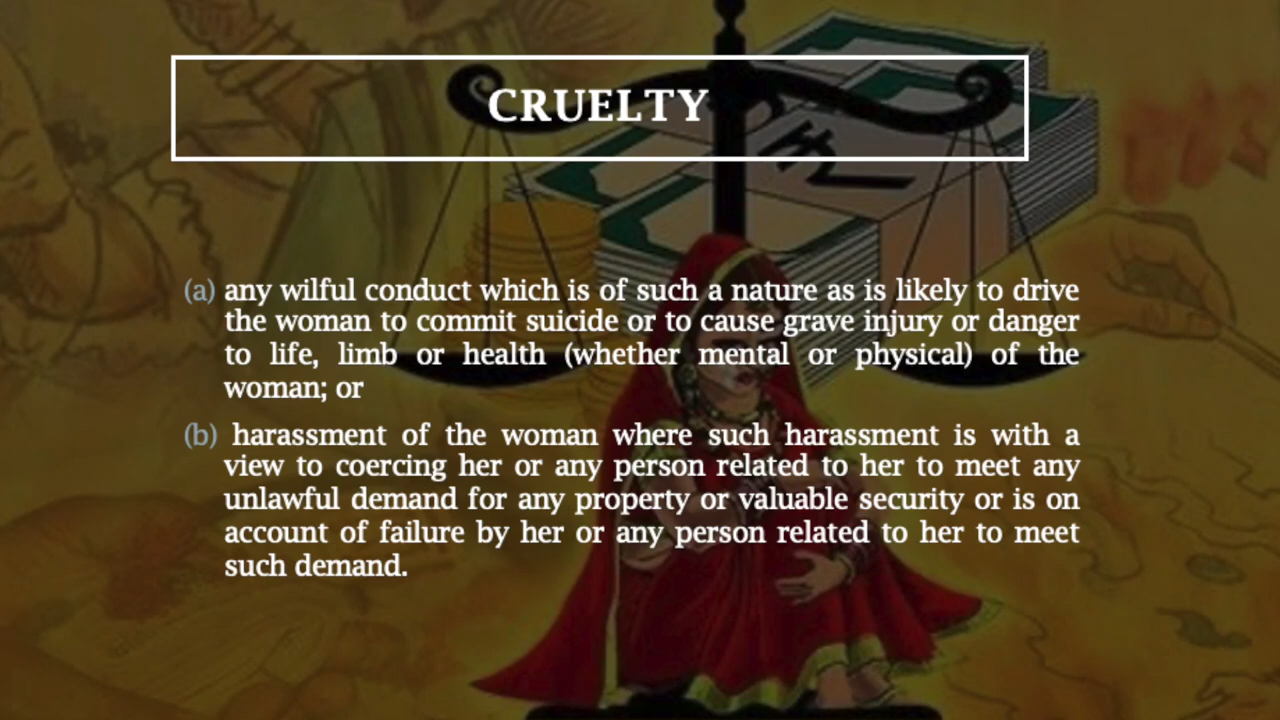 CRUELTY
(a) any wilful conduct which is of such a nature as is likely to drive
the woman to commit suicide or to cause grave injury or danger
to life, limb or health (whether mental or physical) of the
woman; or
(b) harassment of the woman where such harassment is with a
view to coercing her or any person related to her to meet any
unlawful demand for any property or valuable security or is on
account of failure by her or any person related to her to meet
such demand.